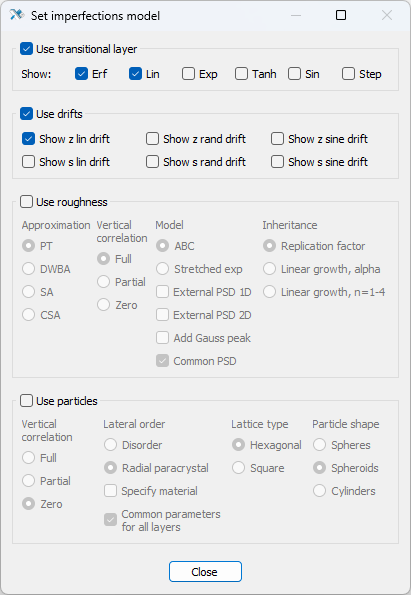 Set imperfections model
Use transitional layer
Show: Erf Lin Exp Tanh Sin Step
Use drifts
Show z lin drift Show z rand drift Show z sine drift
Show s lin drift Show s rand drift Show s sine drift
Use roughness
Approximation
PT
DWBA
SA
CSA
Vertical
correlation
Full
Partial
Zero
Model
ABC
Stretched exp
External PSD 1D
External PSD 2D
Add Gauss peak
Common PSD
Inheritance
Replication factor
Linear growth, alpha
Linear growth, n=1-4
Use particles
Vertical
correlation
Full
Partial
Zero
Lateral order
Disorder
Radial paracrystal
Specify material
Common parameters
for all layers
Lattice type
Hexagonal
Square
Particle shape
Spheres
Spheroids
Cylinders
Close